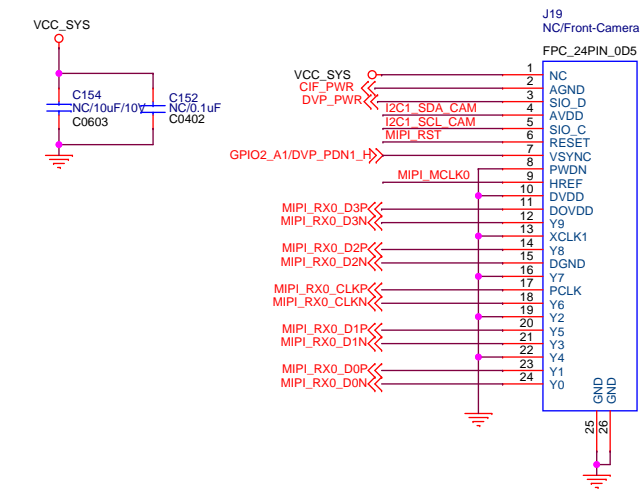 J19
NC/Front-Camera
VCC_SYS
FPC_24PIN_0D5
VCC_SYS 1 NC
CIF_PWR 2 AGND
DVP_PWR 3 SIO_D
I2C1_SDA_CAM 4 AVDD
I2C1_SCL_CAM 5 SIO_C
MIPI_RST 6 RESET
GPIO2_A1/DVP_PDN1_H 7 VSYNC
8 PWDN
MIPI_MCLK0 9 HREF
10 DVDD
MIPI_RX0_D3P 11 DOVDD
MIPI_RX0_D3N 12 Y9
13 XCLK1
MIPI_RX0_D2P 14 Y8
MIPI_RX0_D2N 15 DGND
16 Y7
MIPI_RX0_CLKP 17 PCLK
MIPI_RX0_CLKN 18 Y6
19 Y2
MIPI_RX0_D1P 20 Y5
MIPI_RX0_D1N 21 Y3
22 Y4
MIPI_RX0_D0P 23 Y1
MIPI_RX0_D0N 24 Y0
GND
GND
25
26
C154
NC/10uF/10V
C0603
C152
NC/0.1uF
C0402